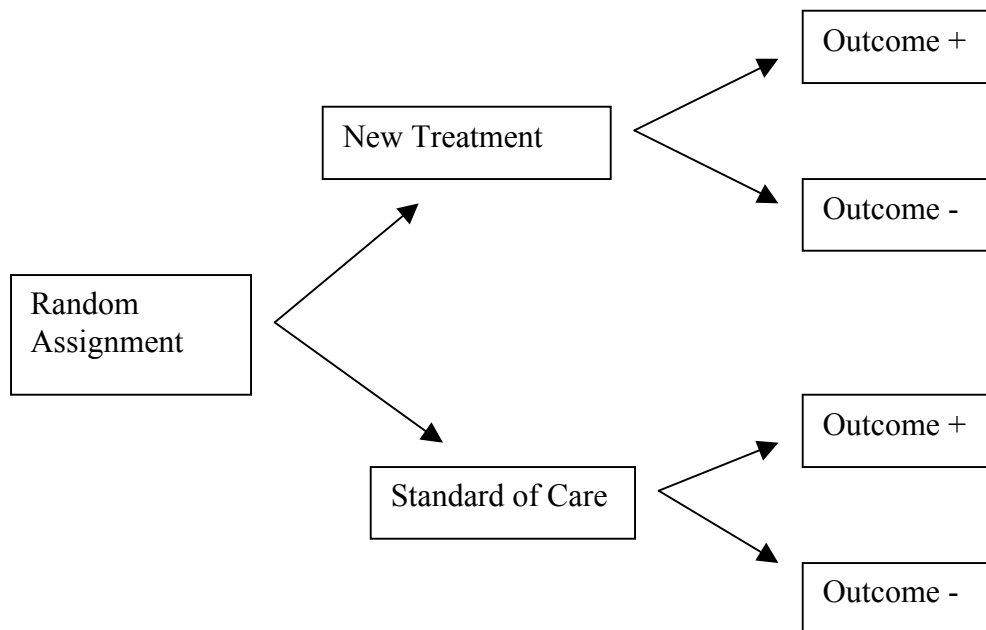 Outcome +
New Treatment
Outcome -
Random
Assignment
Outcome +
Standard of Care
Outcome -